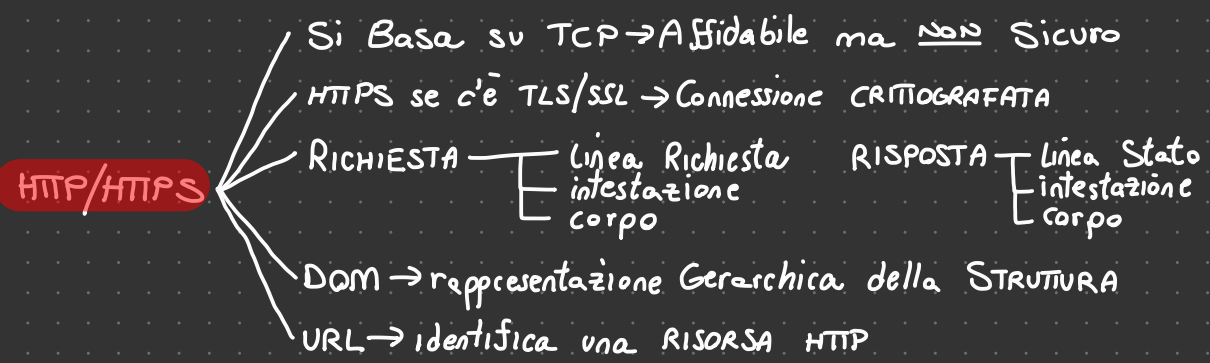 Si Basa su TCP → Affidabile ma NON Sicuro
HTTPS se c'è TLS/SSL → Connessione CRITTOGRAFATA
RICHIESTA linea Richiesta RISPOSTA linea Stato
intestazione intestazione
corpo corpo
HTTP/HTTPS
DOM → rappresentazione Gerarchica della STRUTTURA
URL → identifica una RISORSA HTTP